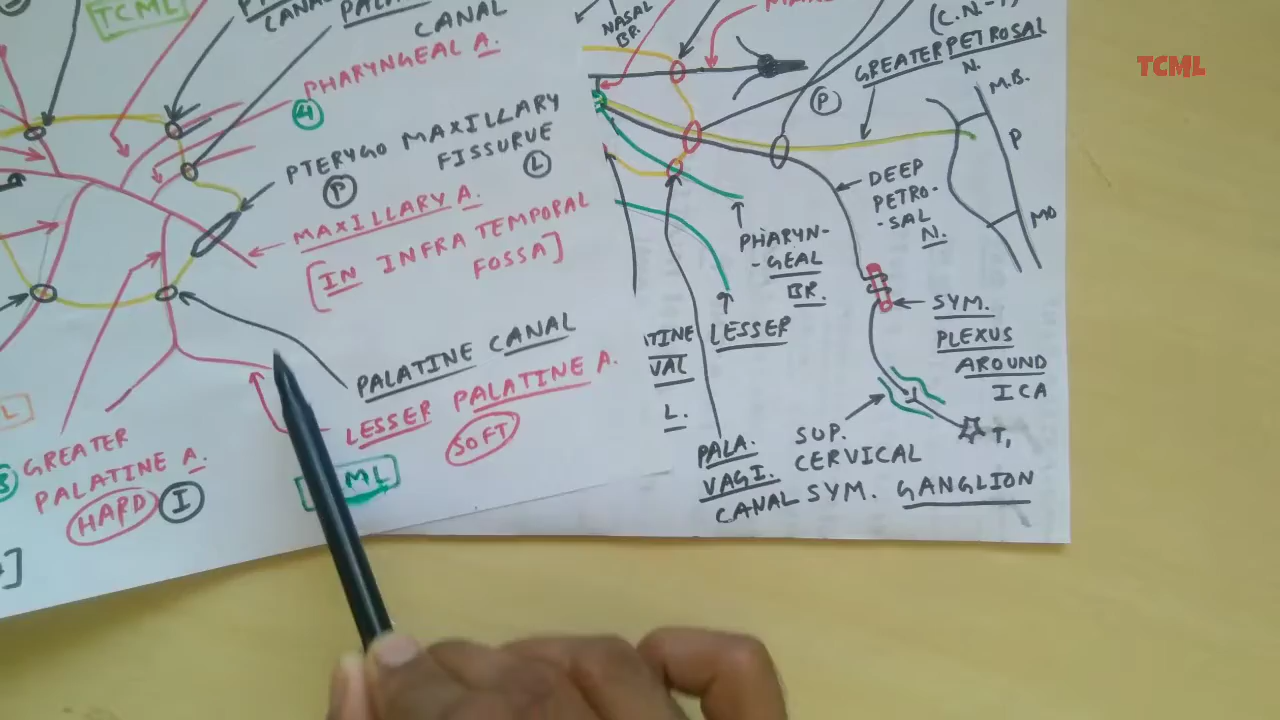 TCML
CANAL
CANAL
PHARYNGEAL A.
4
PTERYGO MAXILLARY
FISSURVE
P
L
MAXILLARY A.
[IN INFRA TEMPORAL
FOSSA]
PALATINE CANAL
LESSER PALATINE A.
SOFT
GREATER
PALATINE A.
HARD
I
NASAL
BR.
GREATER PETROSAL
N.
P
M.B.
P
MO
DEEP
PETRO-
-SAL
N.
PHARYN-
-GEAL
BR.
LESSER
SYM.
PLEXUS
AROUND
ICA
T1
SUP.
CERVICAL
SYM. GANGLION
PALA.
VAGI.
CANAL
TCML